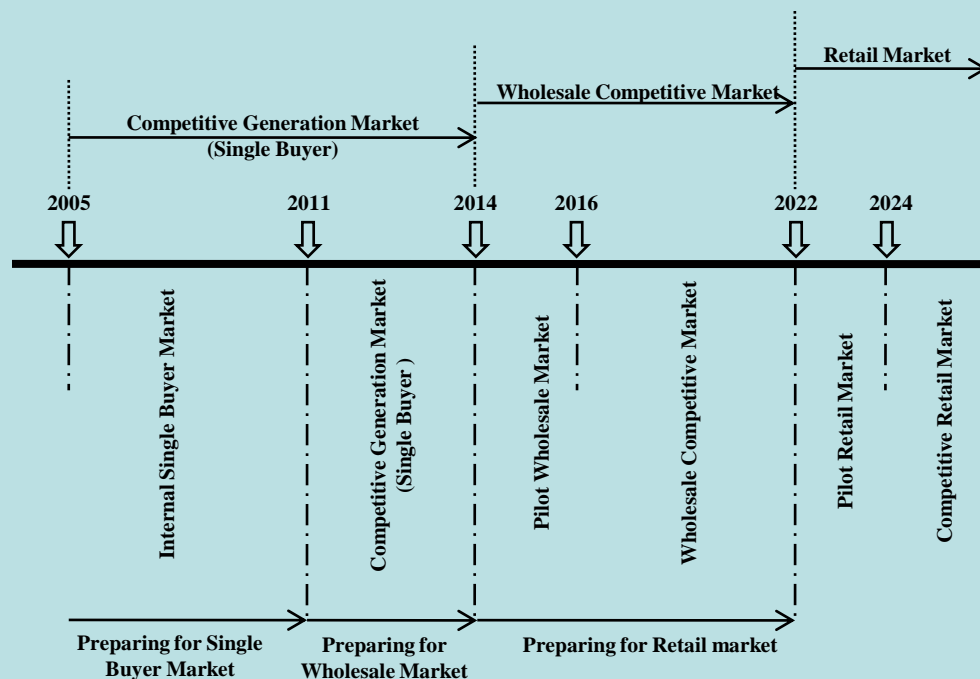 Retail Market
Wholesale Competitive Market
Competitive Generation Market
(Single Buyer)
2005
2011
2014
2016
2022
2024
Internal Single Buyer Market
Competitive Generation Market
(Single Buyer )
Pilot Wholesale Market
Wholesale Competitive Market
Pilot Retail Market
Competitive Retail Market
Preparing for Single
Buyer Market
Preparing for
Wholesale Market
Preparing for Retail market